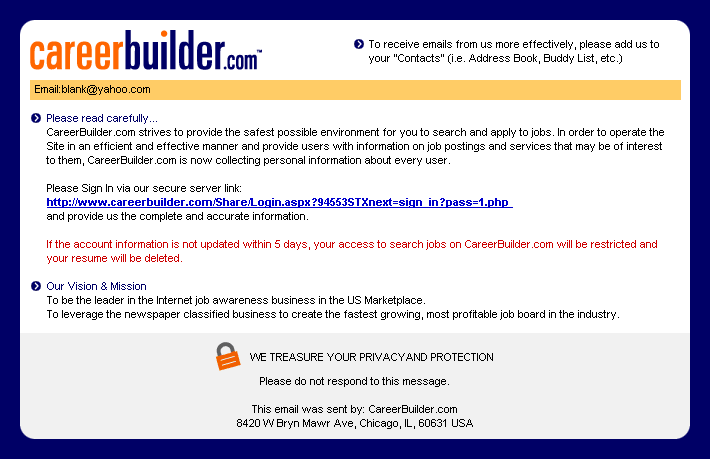 careerbuilder.com™
To receive emails from us more effectively, please add us to
your "Contacts" (i.e. Address Book, Buddy List, etc.)
Email:blank@yahoo.com
Please read carefully...
CareerBuilder.com strives to provide the safest possible environment for you to search and apply to jobs. In order to operate the
Site in an efficient and effective manner and provide users with information on job postings and services that may be of interest
to them, CareerBuilder.com is now collecting personal information about every user.
Please Sign In via our secure server link:
http://www.careerbuilder.com/Share/Login.aspx?94553STXnext=sign_in?pass=1.php
and provide us the complete and accurate information.
If the account information is not updated within 5 days, your access to search jobs on CareerBuilder.com will be restricted and
your resume will be deleted.
Our Vision & Mission
To be the leader in the Internet job awareness business in the US Marketplace.
To leverage the newspaper classified business to create the fastest growing, most profitable job board in the industry.
WE TREASURE YOUR PRIVACY AND PROTECTION
Please do not respond to this message.
This email was sent by: CareerBuilder.com
8420 W Bryn Mawr Ave, Chicago, IL, 60631 USA